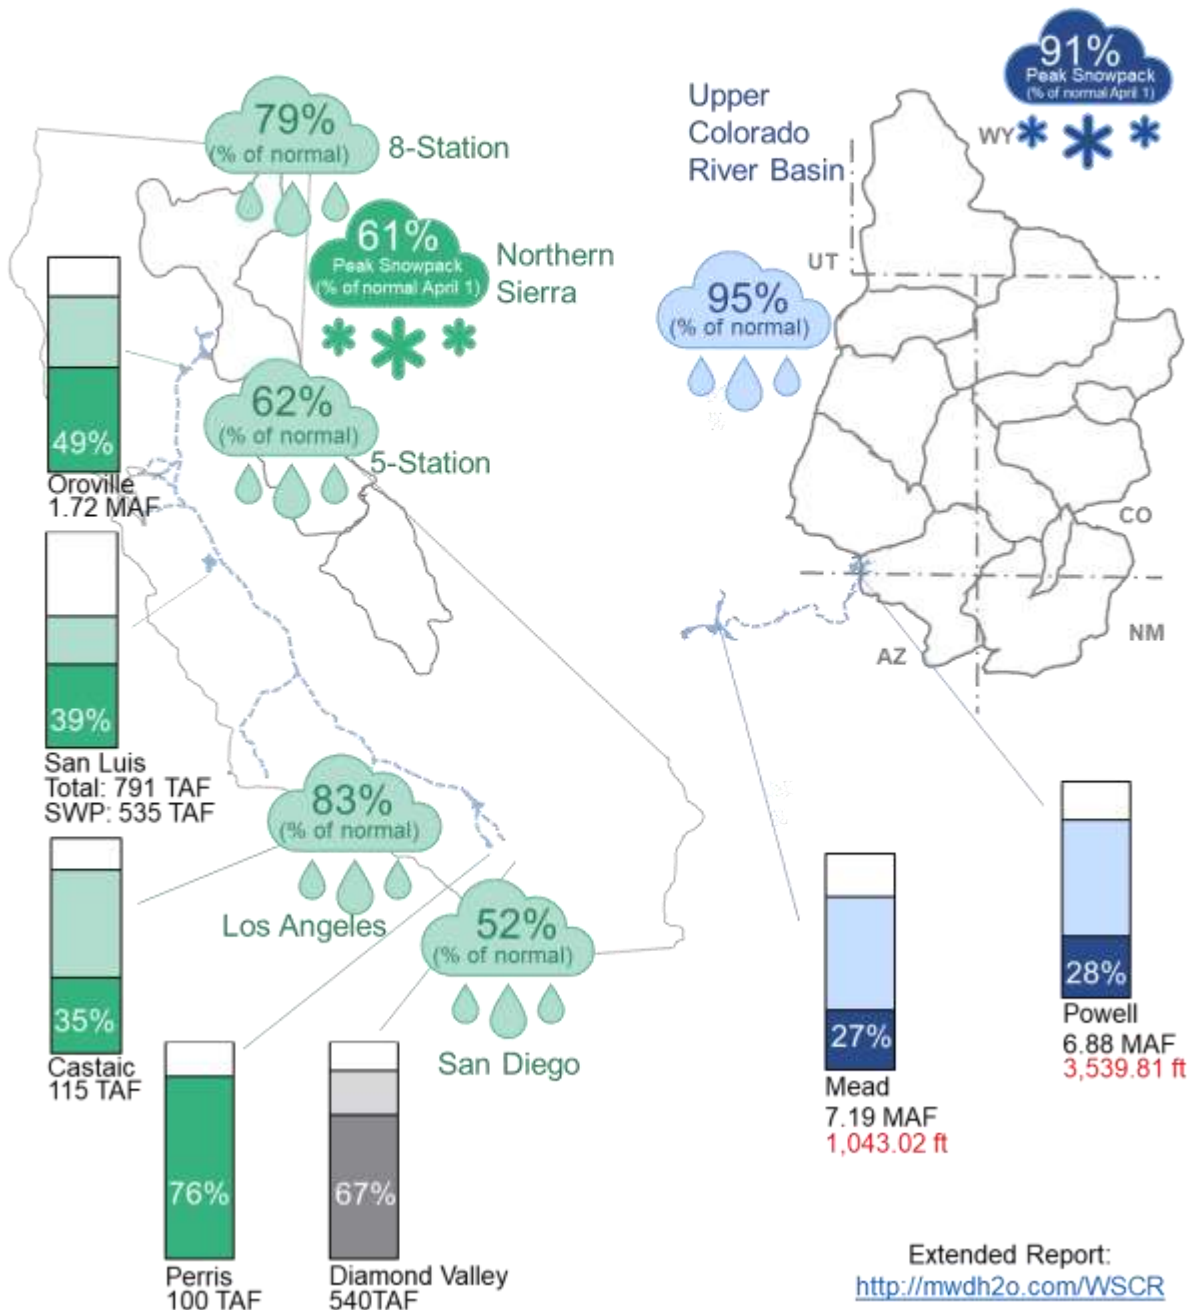 79%
(% of normal)
8-Station
61%
Peak Snowpack
(% of normal April 1)
Northern
Sierra
62%
(% of normal)
5-Station
49%
Oroville
1.72 MAF
39%
San Luis
Total: 791 TAF
SWP: 535 TAF
83%
(% of normal)
Los Angeles
35%
Castaic
115 TAF
52%
(% of normal)
San Diego
76%
Perris
100 TAF
67%
Diamond Valley
540TAF
Upper
Colorado
River Basin
91%
Peak Snowpack
(% of normal April 1)
WY
UT
95%
(% of normal)
CO
NM
AZ
27%
Mead
7.19 MAF
1,043.02 ft
28%
Powell
6.88 MAF
3,539.81 ft
Extended Report:
http://mwdh2o.com/WSCR